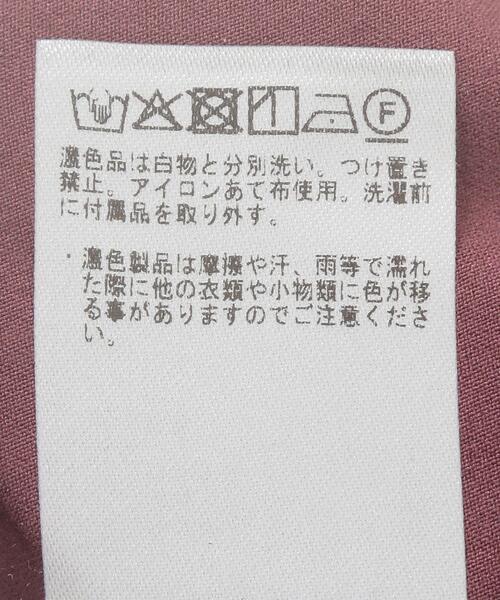 F
濃色品は白物と分別洗い。つけ置き
禁止。アイロンあて布使用。洗濯前
に付属品を取り外す。
・濃色製品は摩擦や汗、雨等で濡れ
た際に他の衣類や小物類に色が移
る事がありますのでご注意くださ
い。